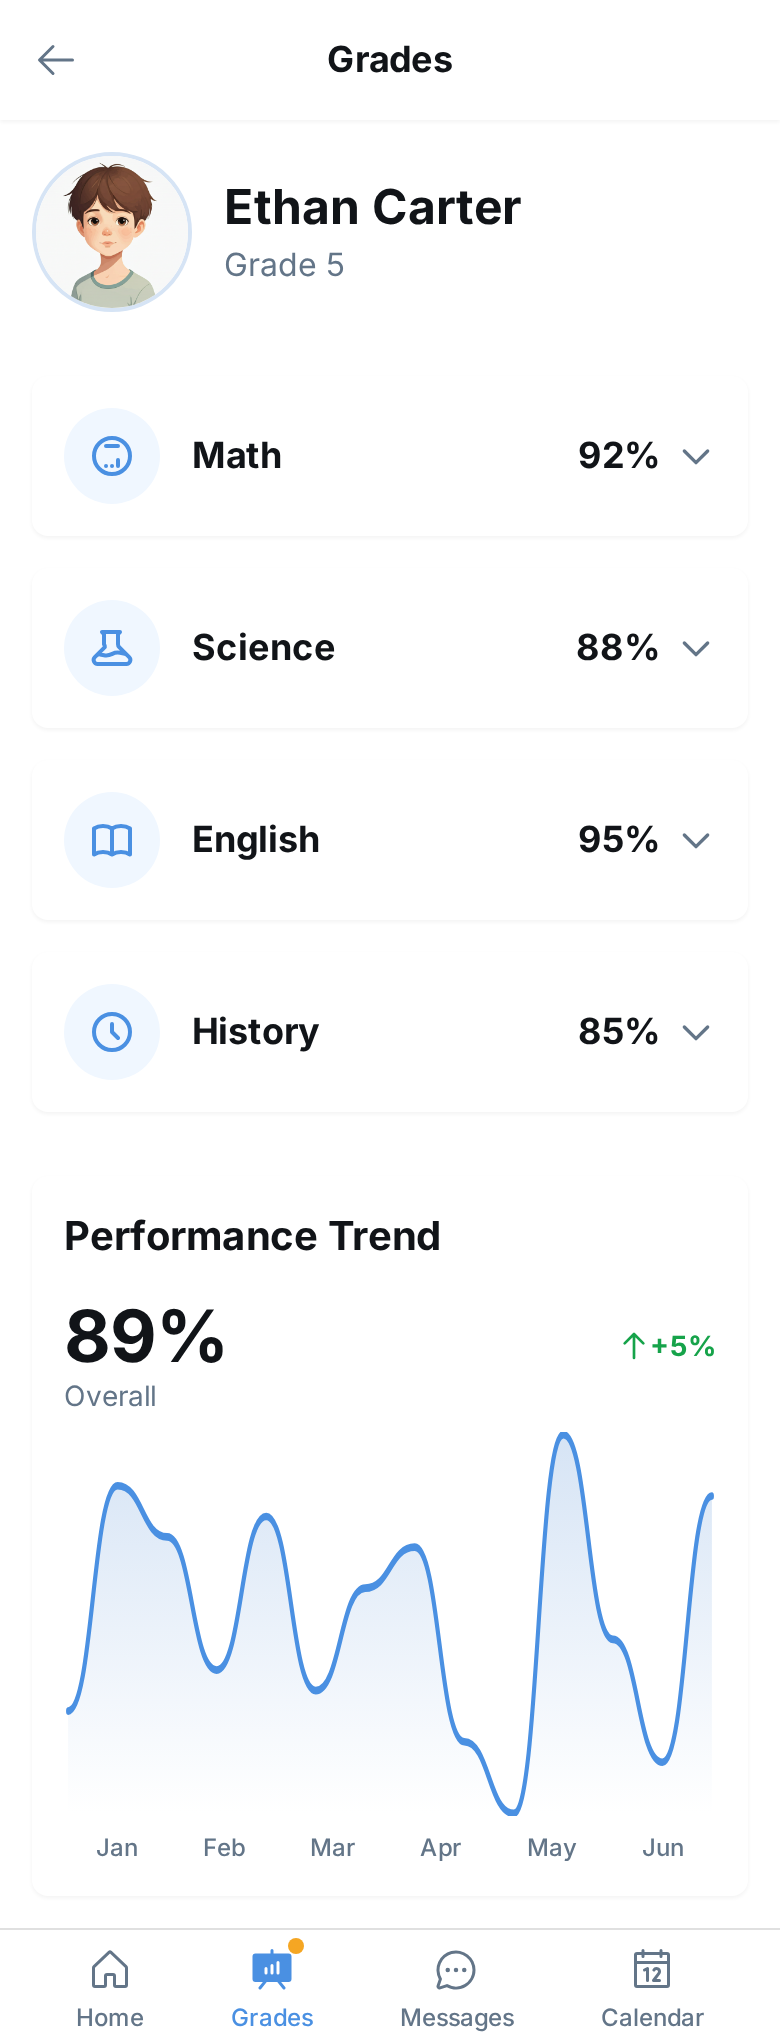 Grades
Ethan Carter
Grade 5
Math 92%
Science 88%
English 95%
History 85%
Performance Trend
89%
+5%
Overall
Jan Feb Mar Apr May Jun
12
Home Grades Messages Calendar